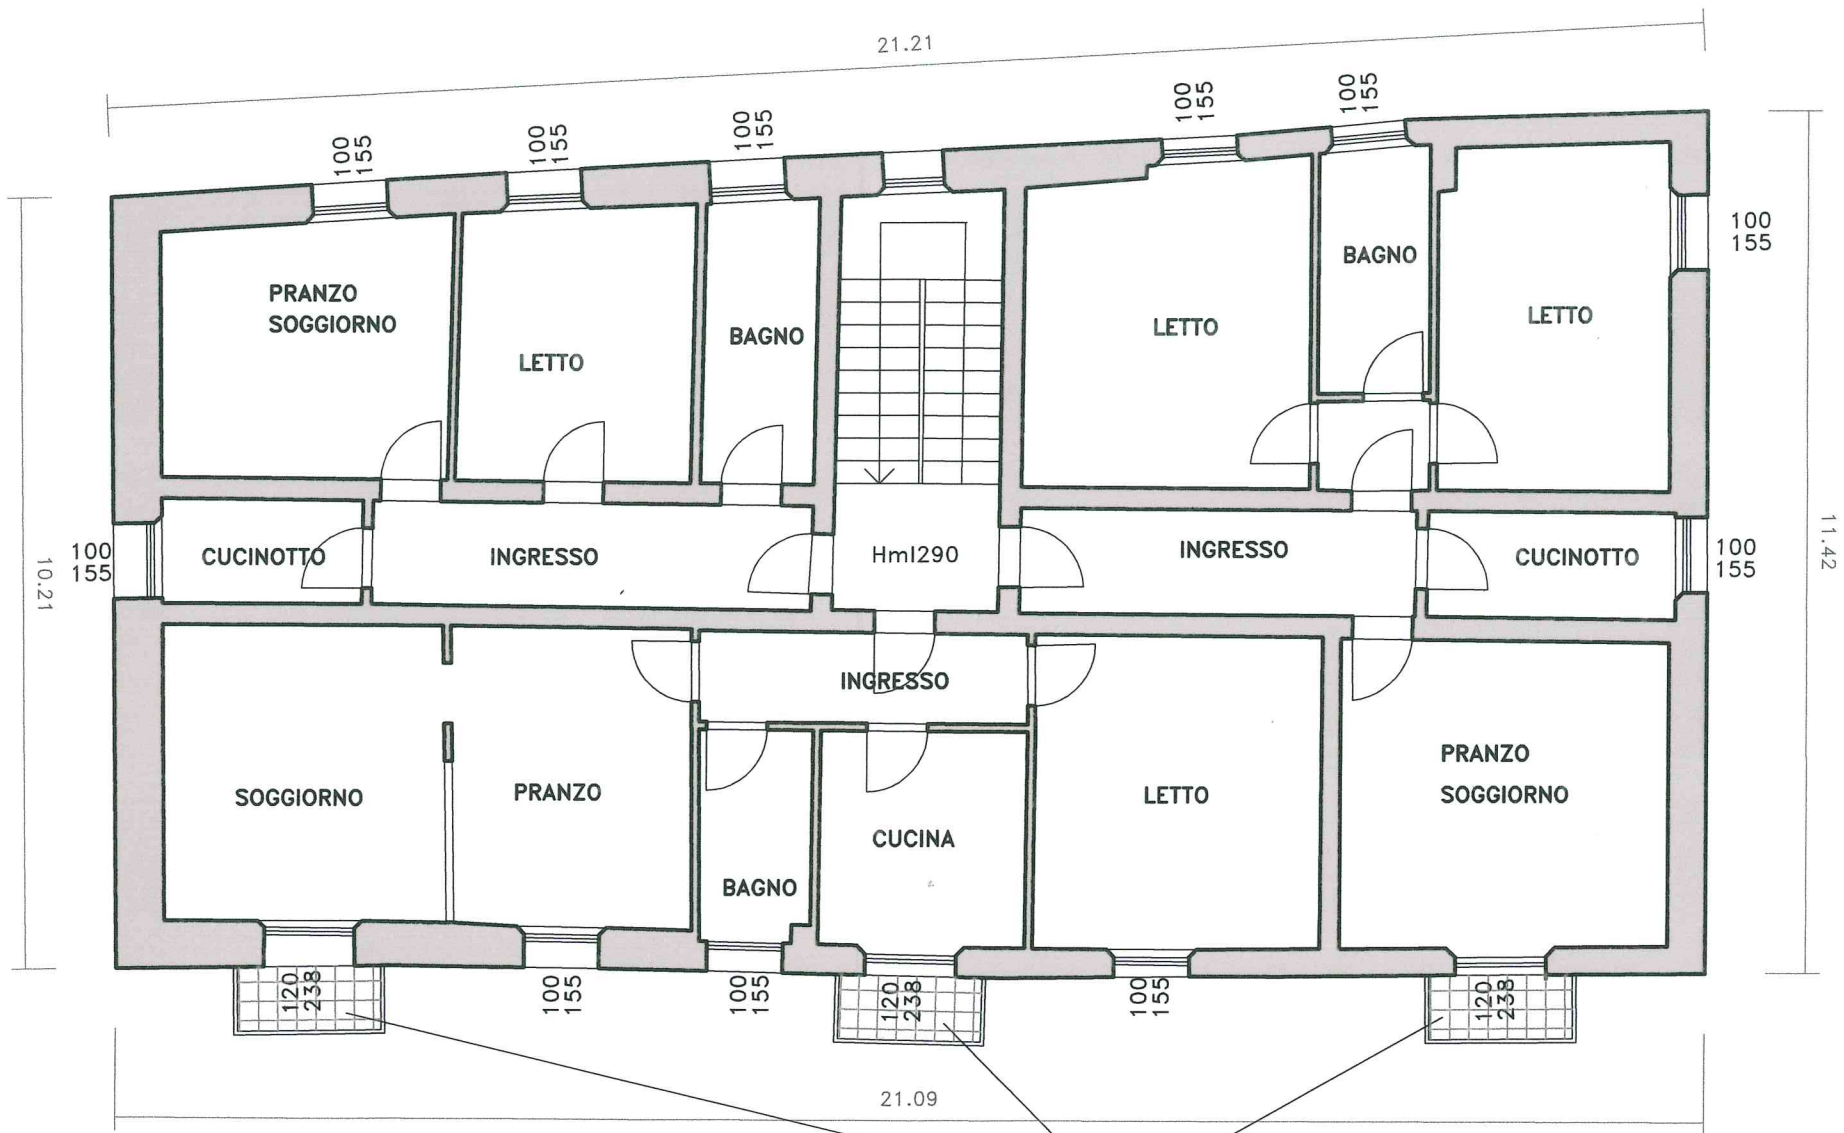 21.21
100
155
100
155
100
155
100
155
100
155
100
155
PRANZO
SOGGIORNO
LETTO
BAGNO
LETTO
BAGNO
LETTO
10.21
100
155
CUCINOTTO
INGRESSO
Hml290
INGRESSO
CUCINOTTO
100
155
11.42
INGRESSO
SOGGIORNO
PRANZO
BAGNO
CUCINA
LETTO
PRANZO
SOGGIORNO
120
238
100
155
100
155
120
238
100
155
120
238
21.09